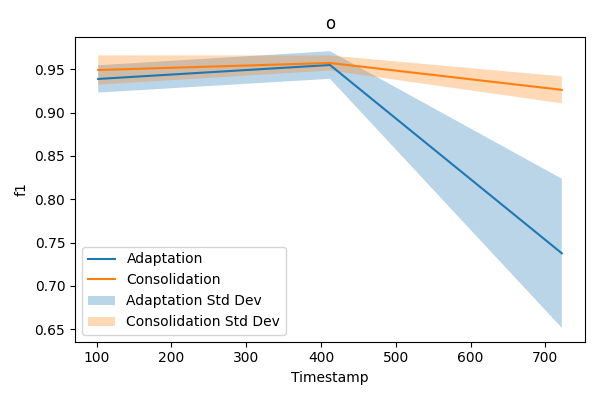 o
0.95
0.90
0.85
0.80
0.75
0.70
0.65
f1
Adaptation
Consolidation
Adaptation Std Dev
Consolidation Std Dev
100 200 300 400 500 600 700
Timestamp